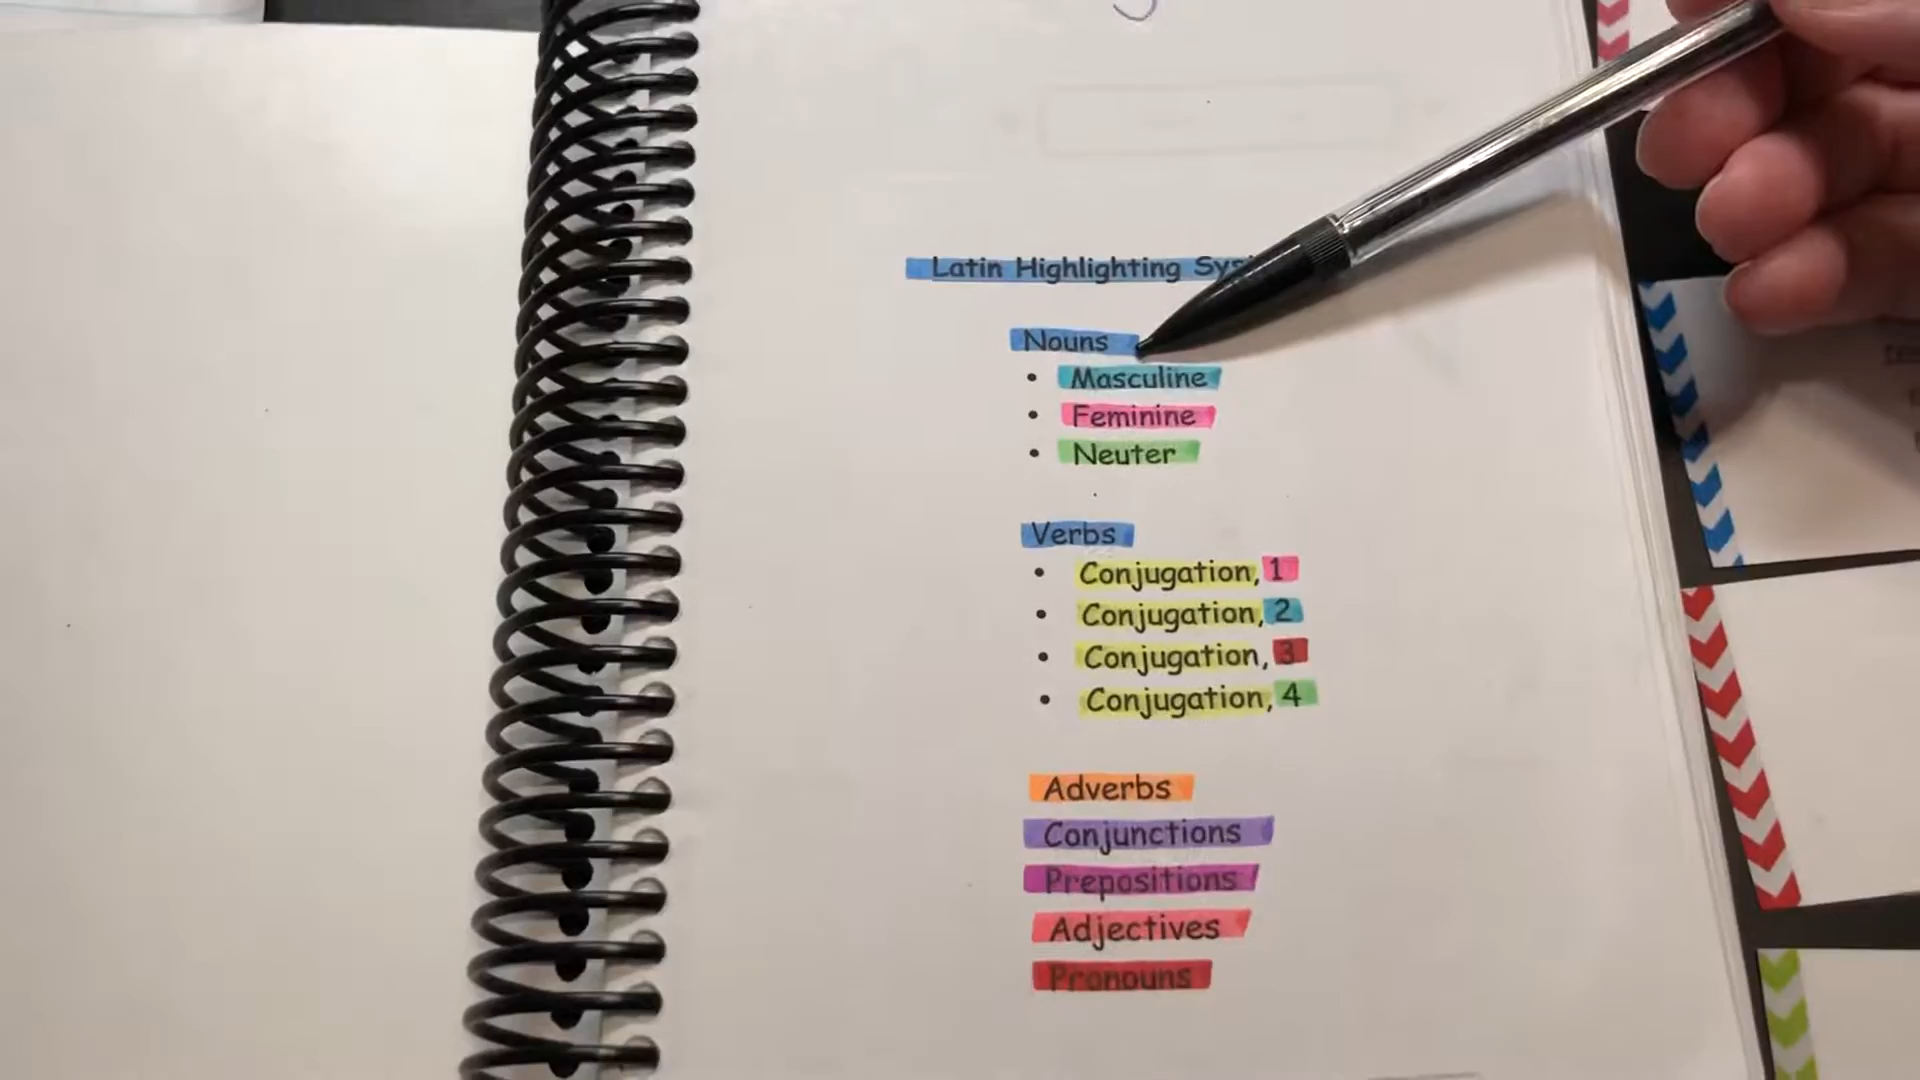 Latin Highlighting
Nouns
• Masculine
• Feminine
• Neuter
Verbs
• Conjugation, 1
• Conjugation, 2
• Conjugation, 3
• Conjugation, 4
Adverbs
Conjunctions
Prepositions
Adjectives
Pronouns